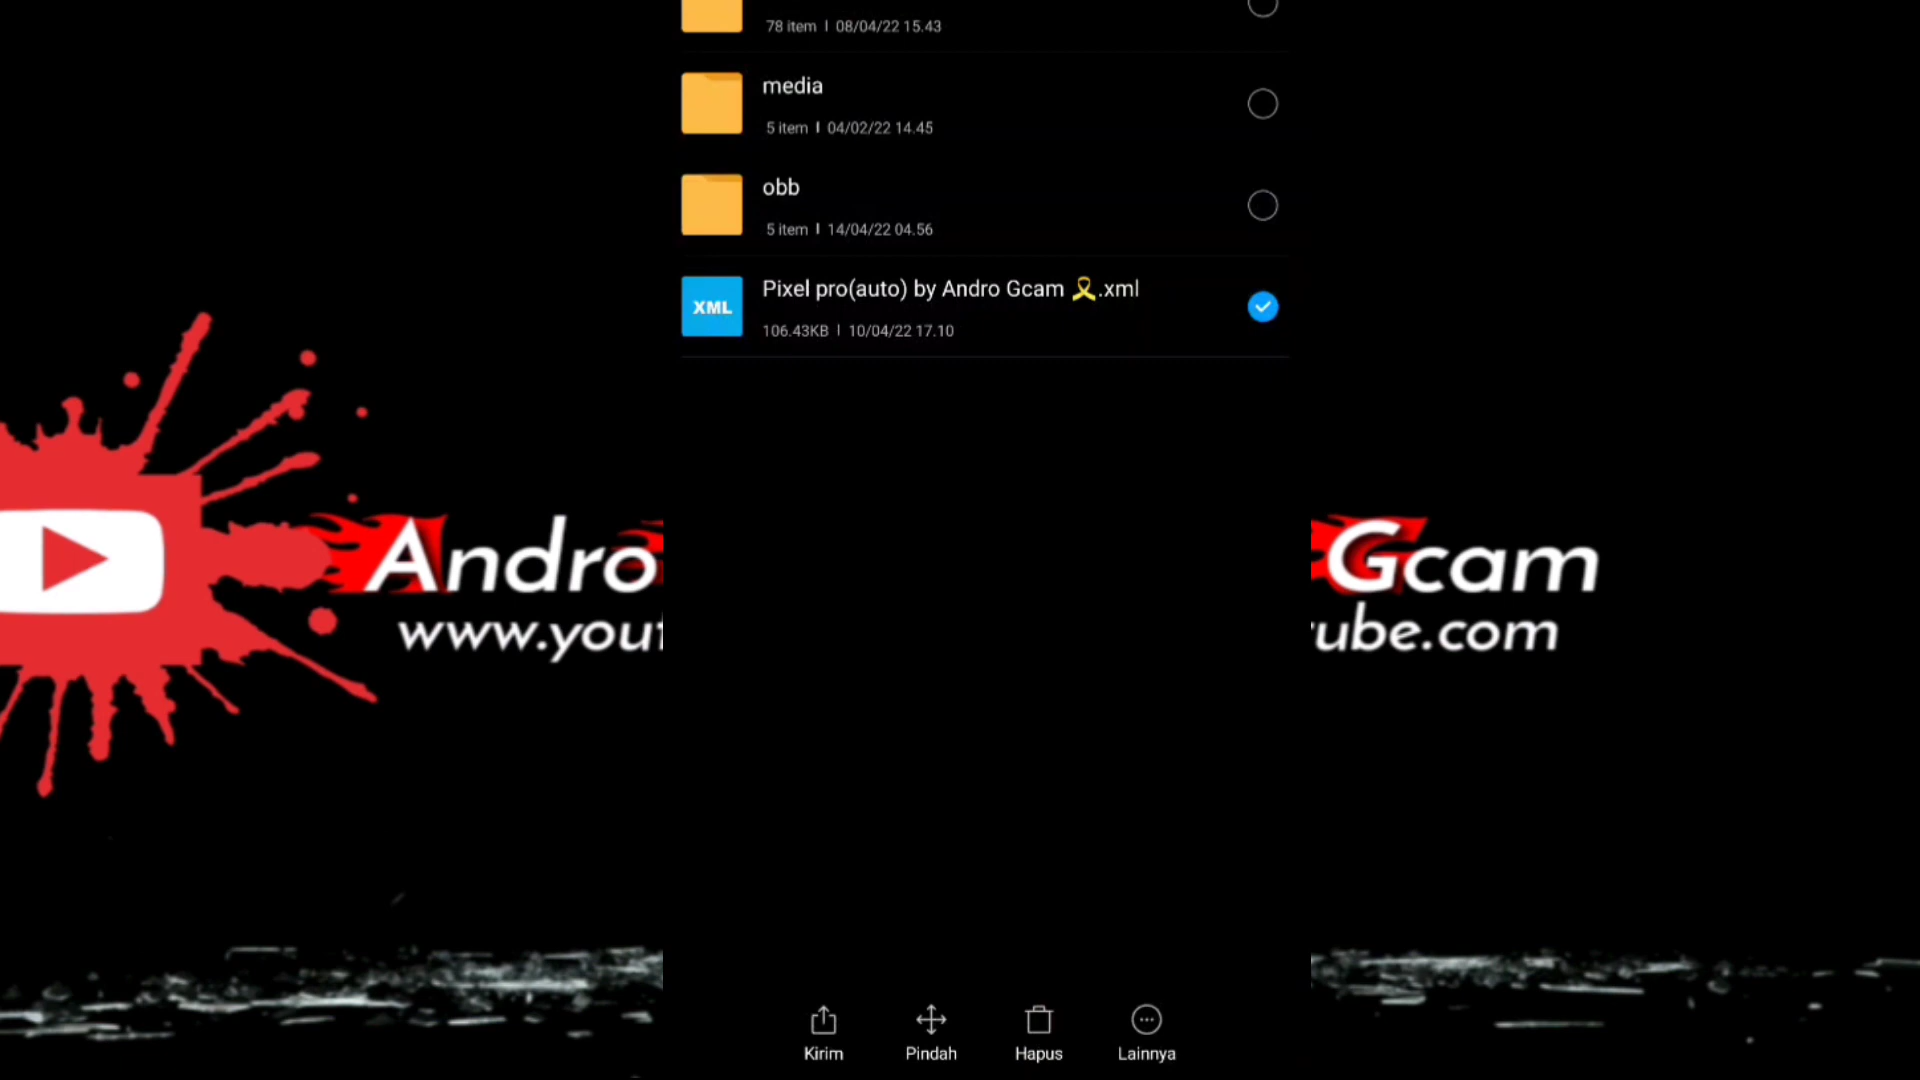 78 item | 08/04/22 15.43
media
5 item | 04/02/22 14.45
obb
5 item | 14/04/22 04.56
XML
Pixel pro(auto) by Andro Gcam 🎗.xml
106.43KB | 10/04/22 17.10
Andro Gcam
www.youtube.com
Kirim
Pindah
Hapus
Lainnya